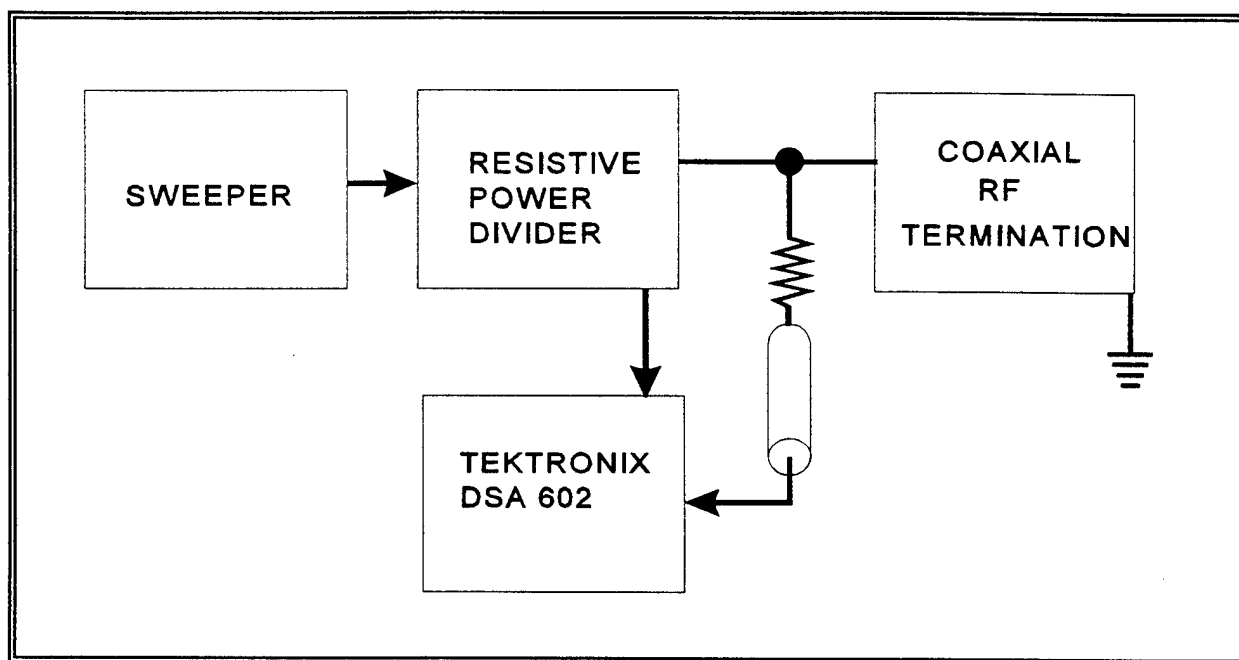 SWEEPER
RESISTIVE
POWER
DIVIDER
COAXIAL
RF
TERMINATION
TEKTRONIX
DSA 602